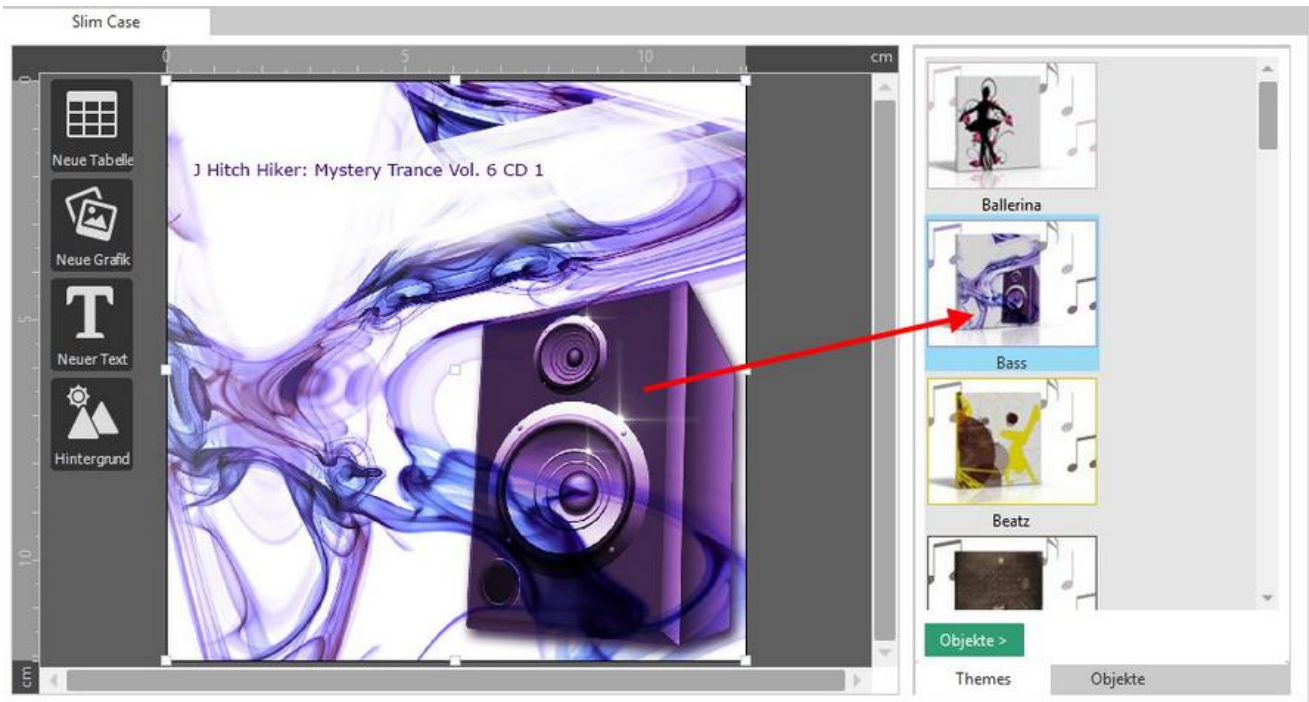 Slim Case
0 5 10 cm
0
Neue Tabelle
J Hitch Hiker: Mystery Trance Vol. 6 CD 1
Neue Grafik
5
Neuer Text
Hintergrund
10
cm
Ballerina
Bass
Beatz
Objekte >
Themes Objekte